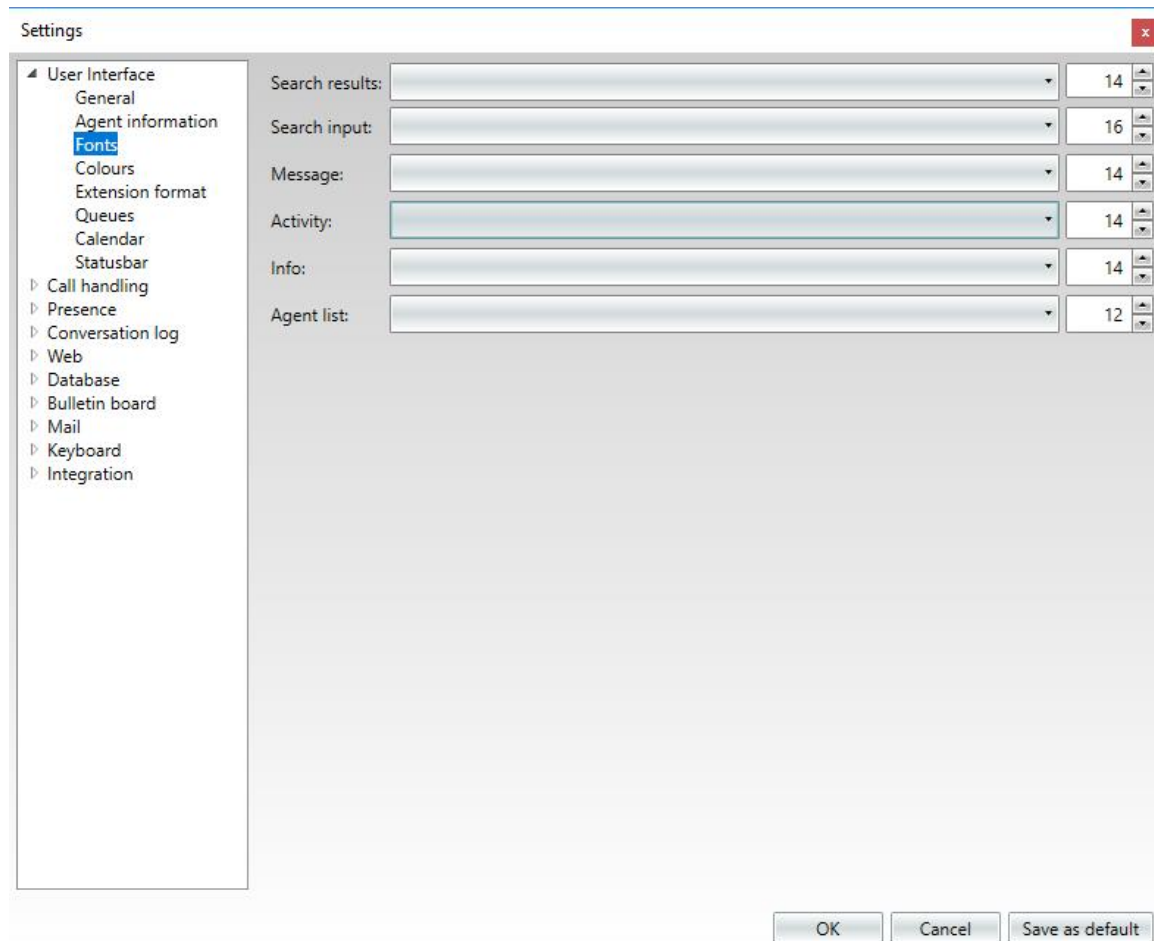 Settings
x
User Interface
General
Agent information
Fonts
Colours
Extension format
Queues
Calendar
Statusbar
Call handling
Presence
Conversation log
Web
Database
Bulletin board
Mail
Keyboard
Integration
Search results: 14
Search input: 16
Message: 14
Activity: 14
Info: 14
Agent list: 12
OK Cancel Save as default